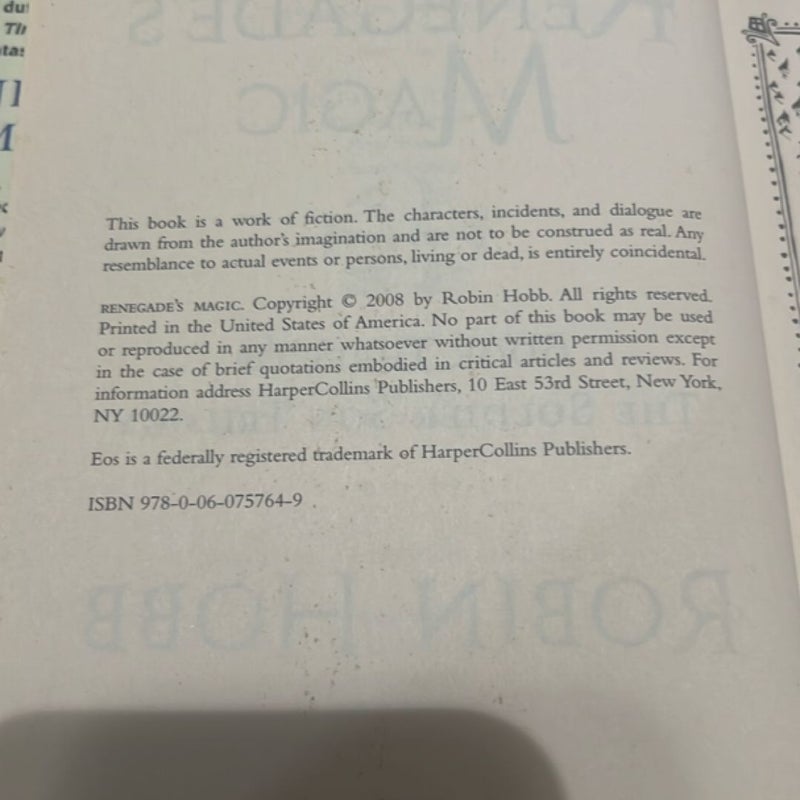 RENEGADE'S
MAGIC
This book is a work of fiction. The characters, incidents, and dialogue are
drawn from the author's imagination and are not to be construed as real. Any
resemblance to actual events or persons, living or dead, is entirely coincidental.
RENEGADE'S MAGIC. Copyright © 2008 by Robin Hobb. All rights reserved.
Printed in the United States of America. No part of this book may be used
or reproduced in any manner whatsoever without written permission except
in the case of brief quotations embodied in critical articles and reviews. For
information address HarperCollins Publishers, 10 East 53rd Street, New York,
NY 10022.
Eos is a federally registered trademark of HarperCollins Publishers.
ISBN 978-0-06-075764-9
ROBIN HOBB